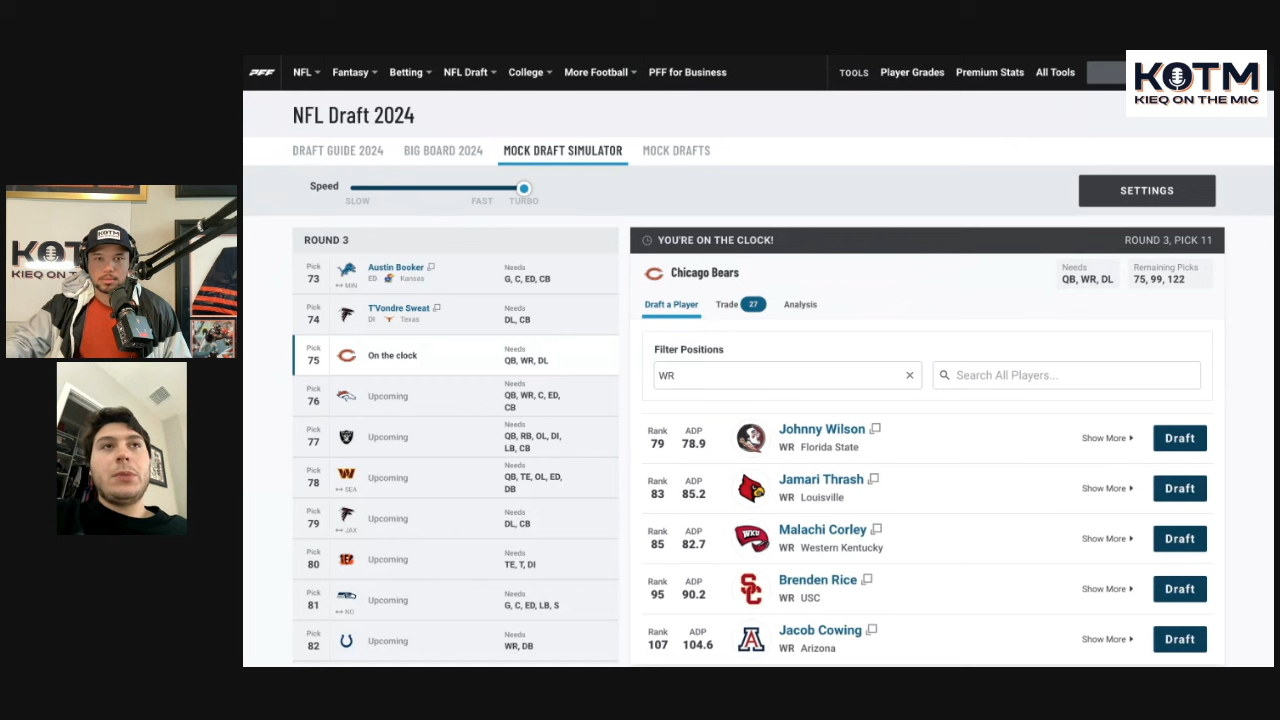 PFF
NFL
Fantasy
Betting
NFL Draft
College
More Football
PFF for Business
TOOLS
Player Grades
Premium Stats
All Tools
KOTM
KIEQ ON THE MIC
NFL Draft 2024
DRAFT GUIDE 2024
BIG BOARD 2024
MOCK DRAFT SIMULATOR
MOCK DRAFTS
Speed
SLOW
FAST
TURBO
SETTINGS
ROUND 3
Pick
73
MIN
Austin Booker
ED Kansas
Needs
G, C, ED, CB
Pick
74
T'Vondre Sweat
DI Texas
Needs
DL, CB
Pick
75
On the clock
Needs
QB, WR, DL
Pick
76
Upcoming
Needs
QB, WR, C, ED,
CB
Pick
77
Upcoming
Needs
QB, RB, OL, DI,
LB, CB
Pick
78
SEA
Upcoming
Needs
QB, TE, OL, ED,
DB
Pick
79
JAX
Upcoming
Needs
DL, CB
Pick
80
Upcoming
Needs
TE, T, DI
Pick
81
NO
Upcoming
Needs
G, C, ED, LB, S
Pick
82
Upcoming
Needs
WR, DB
YOU'RE ON THE CLOCK!
ROUND 3, PICK 11
Chicago Bears
Needs
QB, WR, DL
Remaining Picks
75, 99, 122
Draft a Player
Trade 27
Analysis
Filter Positions
WR
Search All Players...
Rank
79
ADP
78.9
Johnny Wilson
WR Florida State
Show More
Draft
Rank
83
ADP
85.2
Jamari Thrash
WR Louisville
Show More
Draft
Rank
85
ADP
82.7
WKU
Malachi Corley
WR Western Kentucky
Show More
Draft
Rank
95
ADP
90.2
SC
Brenden Rice
WR USC
Show More
Draft
Rank
107
ADP
104.6
A
Jacob Cowing
WR Arizona
Show More
Draft
KOTM
KIEQ ON T
KOTM